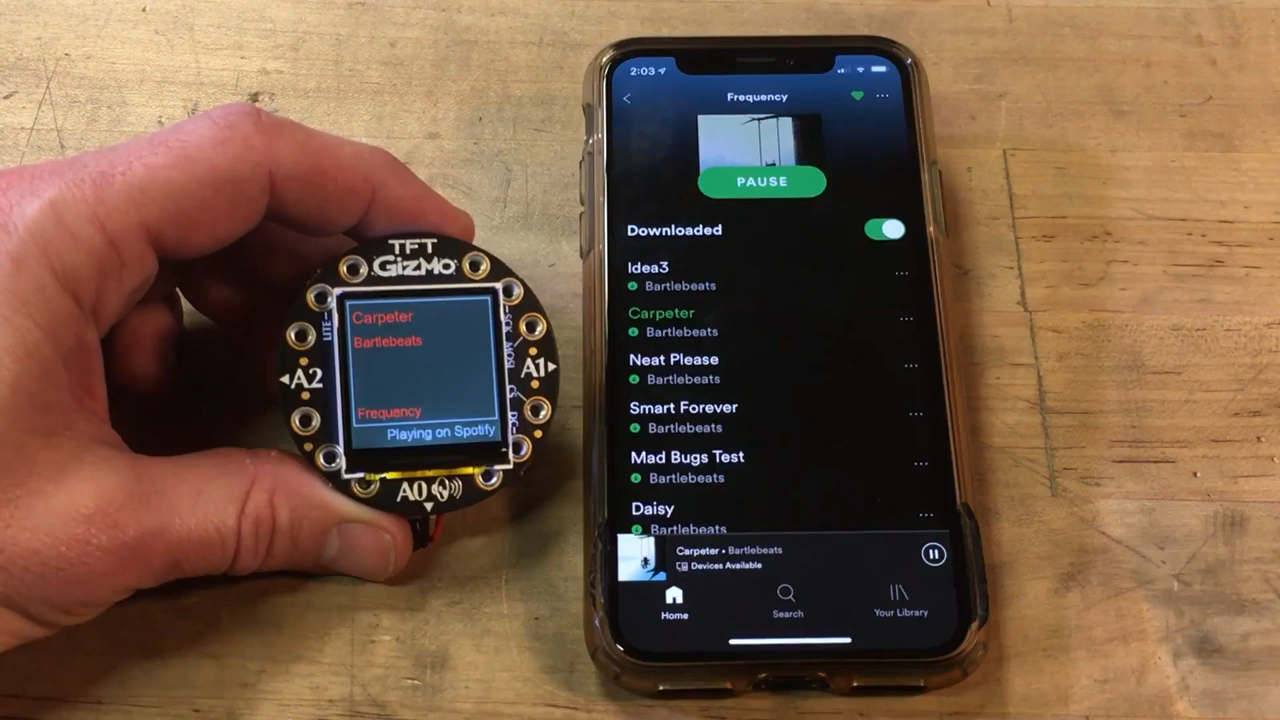 TFT
GizMo
LITE
SCK
MOSI
CS
DC
A2
A1
A0
Carpeter
Bartlebeats
Frequency
Playing on Spotify
2:03
Frequency
PAUSE
Downloaded
Idea3
Bartlebeats
Carpeter
Bartlebeats
Neat Please
Bartlebeats
Smart Forever
Bartlebeats
Mad Bugs Test
Bartlebeats
Daisy
Bartlebeats
Carpeter • Bartlebeats
Devices Available
Home
Search
Your Library